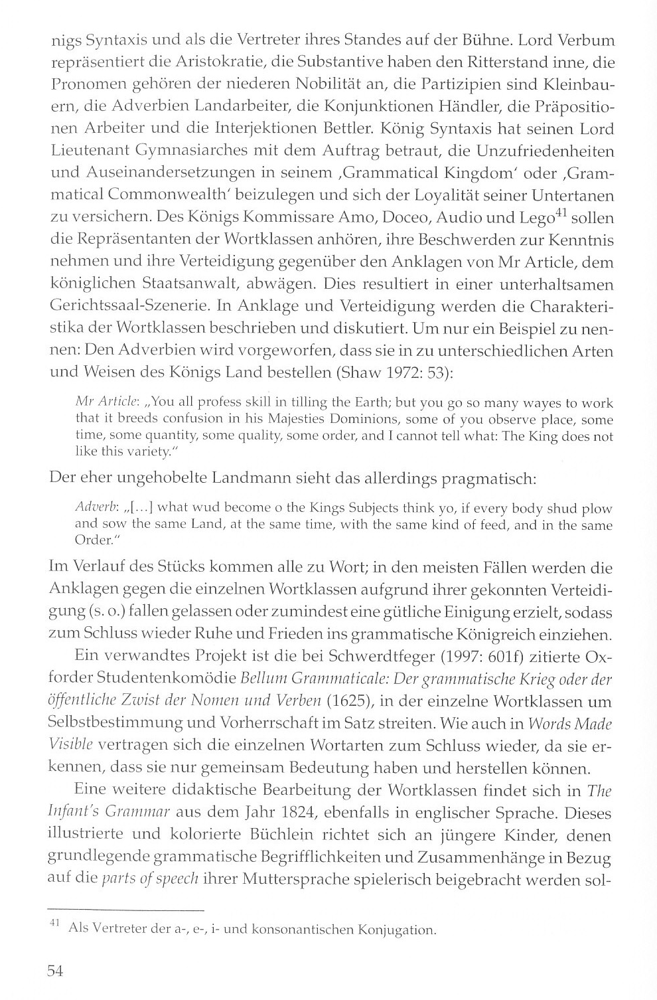 nigs Syntaxis und als die Vertreter ihres Standes auf der Bühne. Lord Verbum
repräsentiert die Aristokratie, die Substantive haben den Ritterstand inne, die
Pronomen gehören der niederen Nobilität an, die Partizipien sind Kleinbau-
ern, die Adverbien Landarbeiter, die Konjunktionen Händler, die Präpositio-
nen Arbeiter und die Interjektionen Bettler. König Syntaxis hat seinen Lord
Lieutenant Gymnasiarches mit dem Auftrag betraut, die Unzufriedenheiten
und Auseinandersetzungen in seinem ‚Grammatical Kingdom' oder ‚Gram-
matical Commonwealth' beizulegen und sich der Loyalität seiner Untertanen
zu versichern. Des Königs Kommissare Amo, Doceo, Audio und Lego⁴¹ sollen
die Repräsentanten der Wortklassen anhören, ihre Beschwerden zur Kenntnis
nehmen und ihre Verteidigung gegenüber den Anklagen von Mr Article, dem
königlichen Staatsanwalt, abwägen. Dies resultiert in einer unterhaltsamen
Gerichtssaal-Szenerie. In Anklage und Verteidigung werden die Charakteri-
stika der Wortklassen beschrieben und diskutiert. Um nur ein Beispiel zu nen-
nen: Den Adverbien wird vorgeworfen, dass sie in zu unterschiedlichen Arten
und Weisen des Königs Land bestellen (Shaw 1972: 53):
Mr Article: „You all profess skill in tilling the Earth; but you go so many wayes to work
that it breeds confusion in his Majesties Dominions, some of you observe place, some
time, some quantity, some quality, some order, and I cannot tell what: The King does not
like this variety."
Der eher ungehobelte Landmann sieht das allerdings pragmatisch:
Adverb: „[…] what wud become o the Kings Subjects think yo, if every body shud plow
and sow the same Land, at the same time, with the same kind of feed, and in the same
Order."
Im Verlauf des Stücks kommen alle zu Wort; in den meisten Fällen werden die
Anklagen gegen die einzelnen Wortklassen aufgrund ihrer gekonnten Verteidi-
gung (s. o.) fallen gelassen oder zumindest eine gütliche Einigung erzielt, sodass
zum Schluss wieder Ruhe und Frieden ins grammatische Königreich einziehen.
Ein verwandtes Projekt ist die bei Schwerdtfeger (1997: 601f) zitierte Ox-
forder Studentenkomödie Bellum Grammaticale: Der grammatische Krieg oder der
öffentliche Zwist der Nomen und Verben (1625), in der einzelne Wortklassen um
Selbstbestimmung und Vorherrschaft im Satz streiten. Wie auch in Words Made
Visible vertragen sich die einzelnen Wortarten zum Schluss wieder, da sie er-
kennen, dass sie nur gemeinsam Bedeutung haben und herstellen können.
Eine weitere didaktische Bearbeitung der Wortklassen findet sich in The
Infant's Grammar aus dem Jahr 1824, ebenfalls in englischer Sprache. Dieses
illustrierte und kolorierte Büchlein richtet sich an jüngere Kinder, denen
grundlegende grammatische Begrifflichkeiten und Zusammenhänge in Bezug
auf die parts of speech ihrer Muttersprache spielerisch beigebracht werden sol-
⁴¹ Als Vertreter der a-, e-, i- und konsonantischen Konjugation.
54